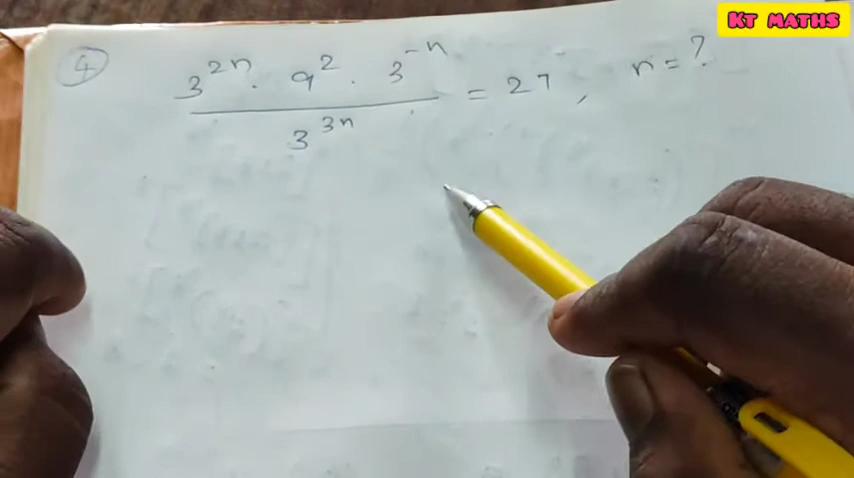 KT MATHS
4
3^{2n} . 9^2 . 3^{-n}
———————— = 27 , n = ?
3^{3n}